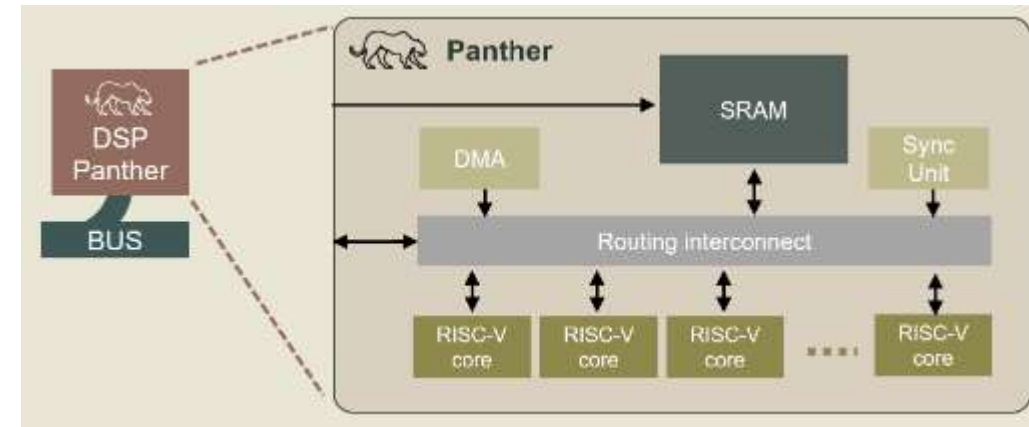 Panther
DSP
Panther
BUS
SRAM
DMA
Sync
Unit
Routing interconnect
RISC-V
core
RISC-V
core
RISC-V
core
RISC-V
core